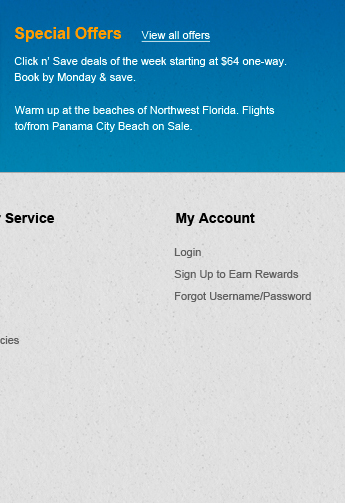 Special Offers View all offers
Click n' Save deals of the week starting at $64 one-way.
Book by Monday & save.
Warm up at the beaches of Northwest Florida. Flights
to/from Panama City Beach on Sale.
Service
My Account
Login
Sign Up to Earn Rewards
Forgot Username/Password